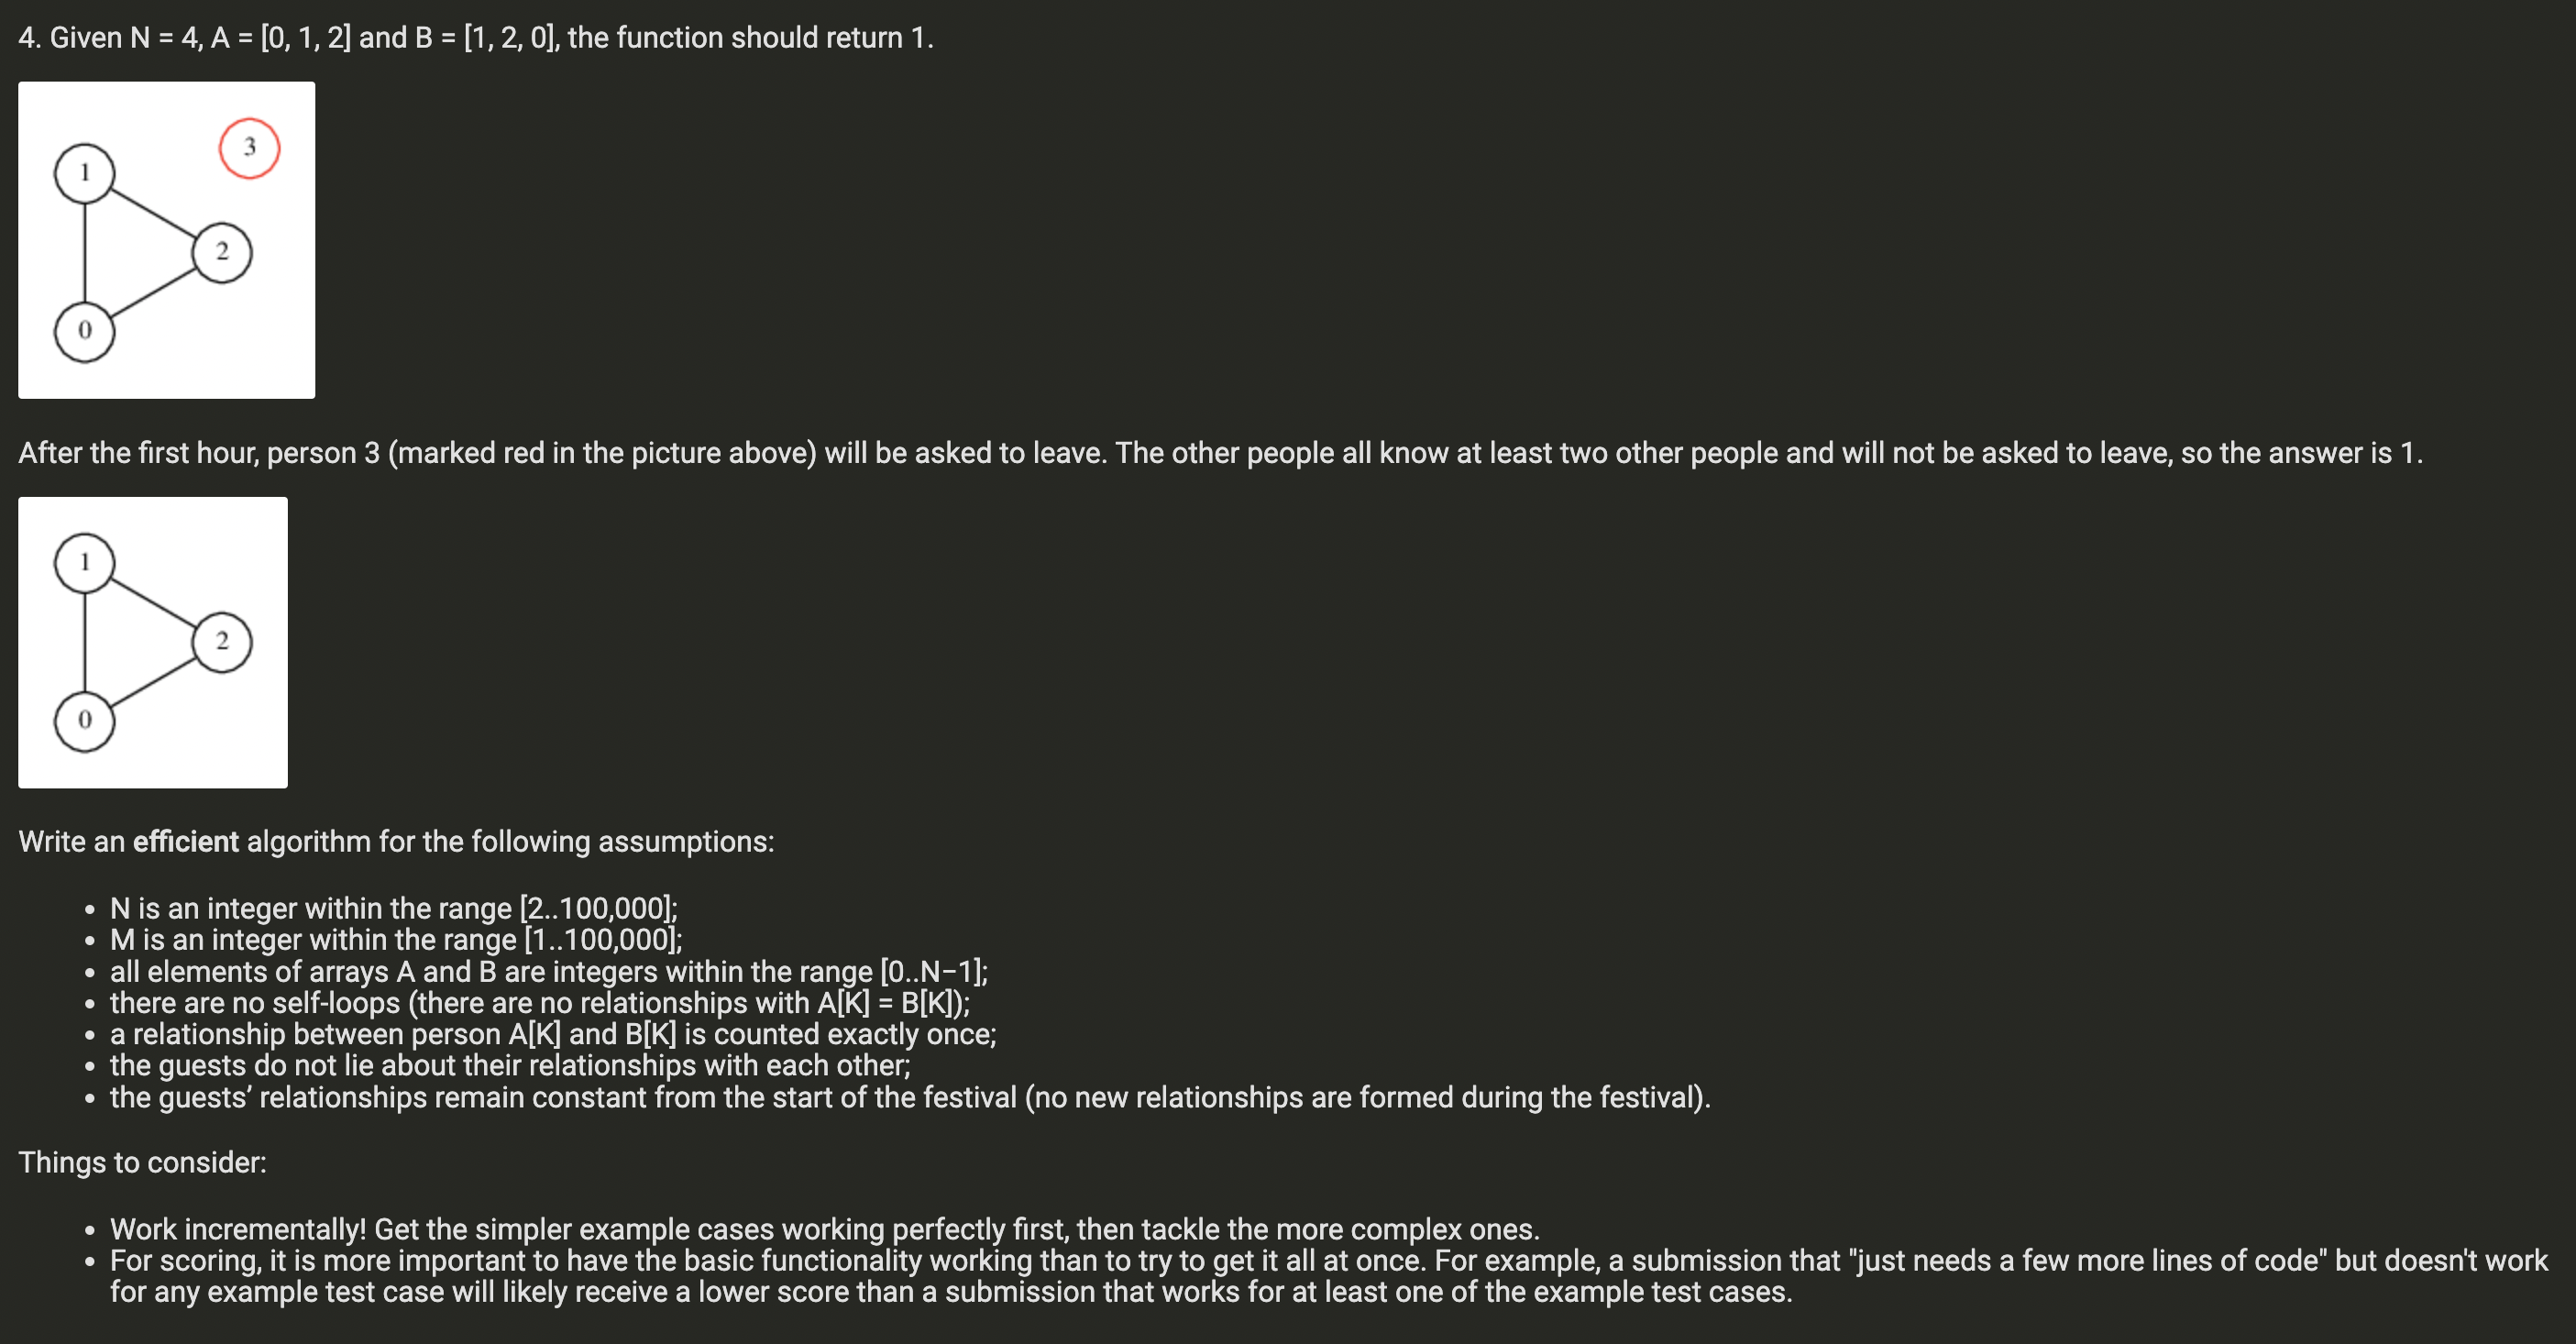 4. Given N = 4, A = [0, 1, 2] and B = [1, 2, 0], the function should return 1.
3
1
2
0
After the first hour, person 3 (marked red in the picture above) will be asked to leave. The other people all know at least two other people and will not be asked to leave, so the answer is 1.
1
2
0
Write an efficient algorithm for the following assumptions:
• N is an integer within the range [2..100,000];
• M is an integer within the range [1..100,000];
• all elements of arrays A and B are integers within the range [0..N−1];
• there are no self-loops (there are no relationships with A[K] = B[K]);
• a relationship between person A[K] and B[K] is counted exactly once;
• the guests do not lie about their relationships with each other;
• the guests’ relationships remain constant from the start of the festival (no new relationships are formed during the festival).
Things to consider:
• Work incrementally! Get the simpler example cases working perfectly first, then tackle the more complex ones.
• For scoring, it is more important to have the basic functionality working than to try to get it all at once. For example, a submission that "just needs a few more lines of code" but doesn't work
for any example test case will likely receive a lower score than a submission that works for at least one of the example test cases.